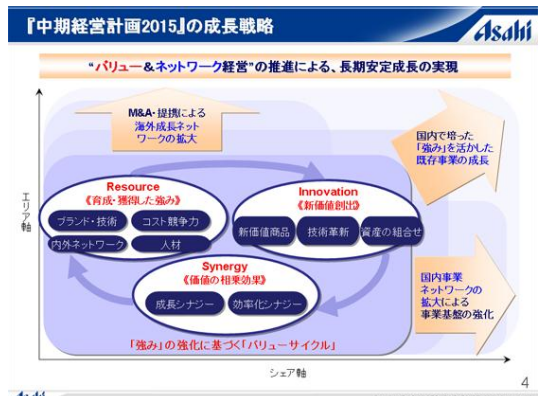 『中期経営計画2015』の成長戦略
Asahi
“バリュー&ネットワーク経営”の推進による、長期安定成長の実現
M&A・提携による
海外成長ネット
ワークの拡大
国内で培った
「強み」を活かした
既存事業の成長
エリア軸
Resource
《育成・獲得した強み》
ブランド・技術
コスト競争力
内外ネットワーク
人材
Innovation
《新価値創出》
新価値商品
技術革新
資産の組合せ
Synergy
《価値の相乗効果》
成長シナジー
効率化シナジー
国内事業
ネットワークの
拡大による
事業基盤の強化
「強み」の強化に基づく「バリューサイクル」
シェア軸
4